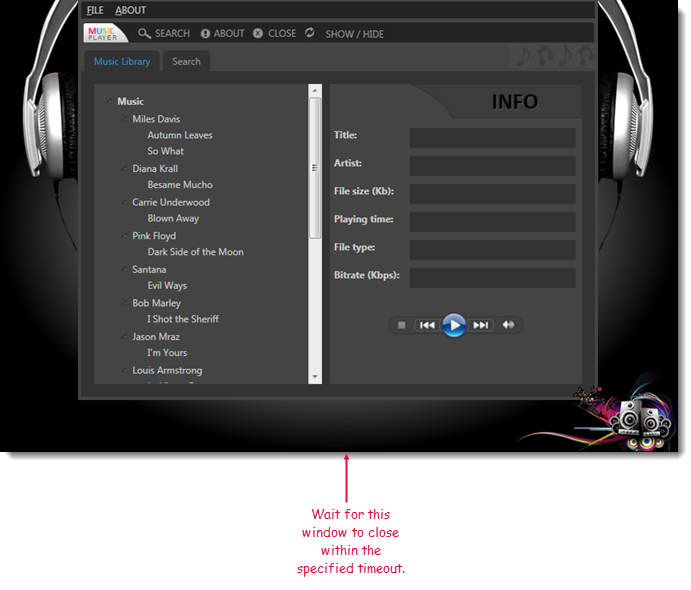 FILE ABOUT
MUSIC
PLAYER
SEARCH ABOUT CLOSE SHOW / HIDE
Music Library Search
Music
Miles Davis
Autumn Leaves
So What
Diana Krall
Besame Mucho
Carrie Underwood
Blown Away
Pink Floyd
Dark Side of the Moon
Santana
Evil Ways
Bob Marley
I Shot the Sheriff
Jason Mraz
I'm Yours
Louis Armstrong
INFO
Title:
Artist:
File size (Kb):
Playing time:
File type:
Bitrate (Kbps):
Wait for this
window to close
within the
specified timeout.